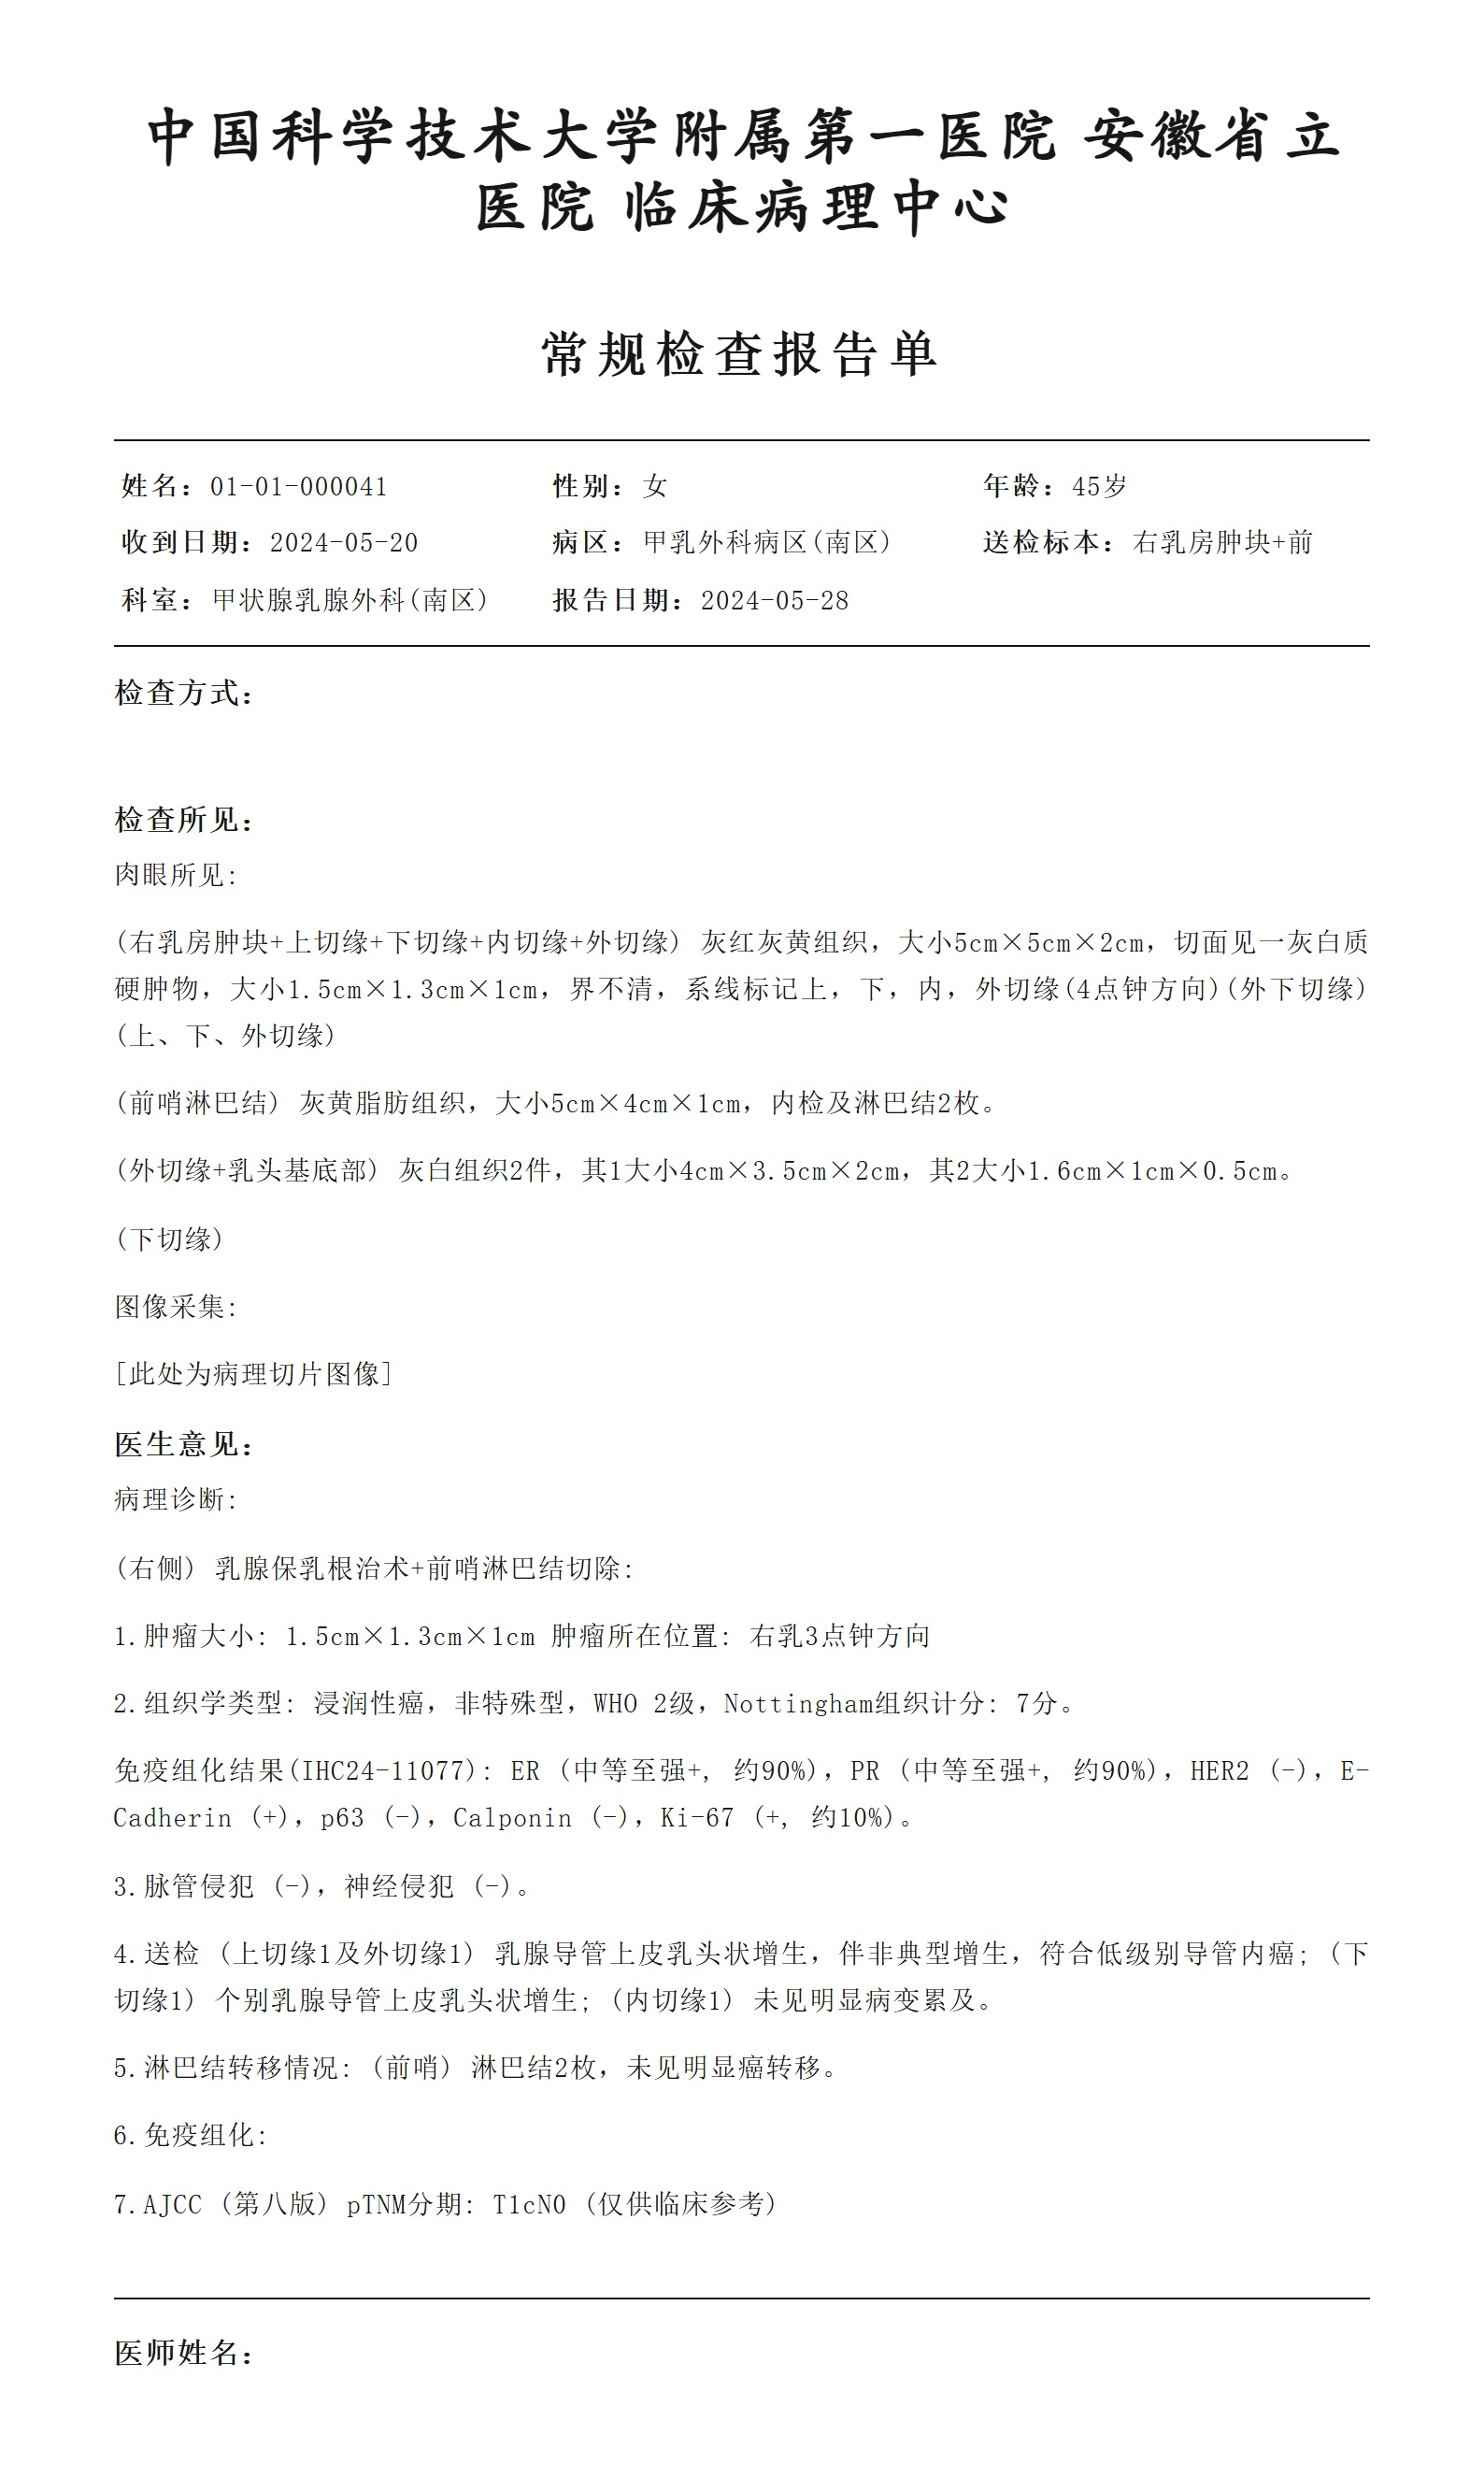 中国科学技术大学附属第一医院 安徽省立
医院 临床病理中心
常规检查报告单
姓名：01-01-000041 性别：女 年龄：45岁
收到日期：2024-05-20 病区：甲乳外科病区(南区) 送检标本：右乳房肿块+前
科室：甲状腺乳腺外科(南区) 报告日期：2024-05-28
检查方式：
检查所见：
肉眼所见：
(右乳房肿块+上切缘+下切缘+内切缘+外切缘) 灰红灰黄组织，大小5cm×5cm×2cm，切面见一灰白质
硬肿物，大小1.5cm×1.3cm×1cm，界不清，系线标记上，下，内，外切缘(4点钟方向)(外下切缘)
(上、下、外切缘)
(前哨淋巴结) 灰黄脂肪组织，大小5cm×4cm×1cm，内检及淋巴结2枚。
(外切缘+乳头基底部) 灰白组织2件，其1大小4cm×3.5cm×2cm，其2大小1.6cm×1cm×0.5cm。
(下切缘)
图像采集：
[此处为病理切片图像]
医生意见：
病理诊断：
(右侧) 乳腺保乳根治术+前哨淋巴结切除：
1.肿瘤大小： 1.5cm×1.3cm×1cm 肿瘤所在位置： 右乳3点钟方向
2.组织学类型： 浸润性癌，非特殊型，WHO 2级，Nottingham组织计分： 7分。
免疫组化结果(IHC24-11077)： ER (中等至强+, 约90%)，PR (中等至强+, 约90%)，HER2 (-)，E-
Cadherin (+)，p63 (-)，Calponin (-)，Ki-67 (+, 约10%)。
3.脉管侵犯 (-)，神经侵犯 (-)。
4.送检 (上切缘1及外切缘1) 乳腺导管上皮乳头状增生，伴非典型增生，符合低级别导管内癌； (下
切缘1) 个别乳腺导管上皮乳头状增生； (内切缘1) 未见明显病变累及。
5.淋巴结转移情况： (前哨) 淋巴结2枚，未见明显癌转移。
6.免疫组化：
7.AJCC (第八版) pTNM分期： T1cN0 (仅供临床参考)
医师姓名：